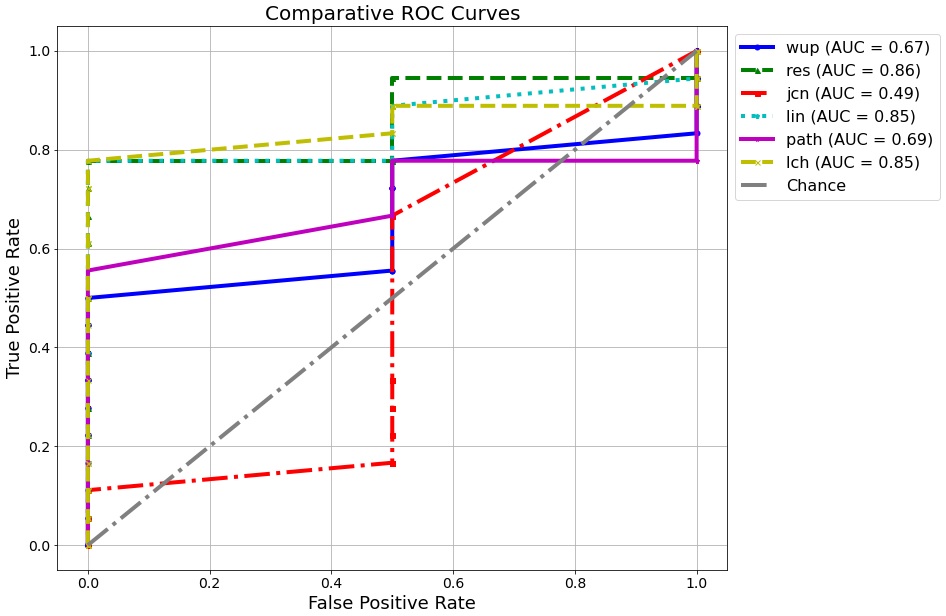 Comparative ROC Curves
wup (AUC = 0.67)
res (AUC = 0.86)
jcn (AUC = 0.49)
lin (AUC = 0.85)
path (AUC = 0.69)
lch (AUC = 0.85)
Chance
True Positive Rate
1.0
0.8
0.6
0.4
0.2
0.0
0.0 0.2 0.4 0.6 0.8 1.0
False Positive Rate